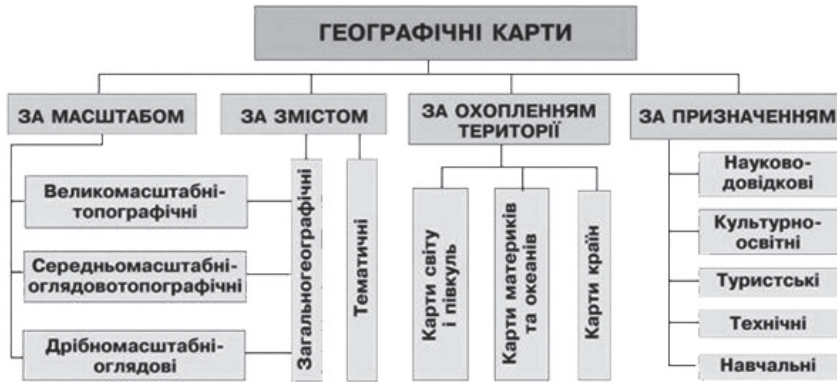 ГЕОГРАФІЧНІ КАРТИ
ЗА МАСШТАБОМ
Великомасштабні-
топографічні
Середньомасштабні-
оглядовотопографічні
Дрібномасштабні-
оглядові
ЗА ЗМІСТОМ
Загальногеографічні
Тематичні
ЗА ОХОПЛЕННЯМ
ТЕРИТОРІЇ
Карти світу
і півкуль
Карти материків
та океанів
Карти країн
ЗА ПРИЗНАЧЕННЯМ
Науково-
довідкові
Культурно-
освітні
Туристські
Технічні
Навчальні